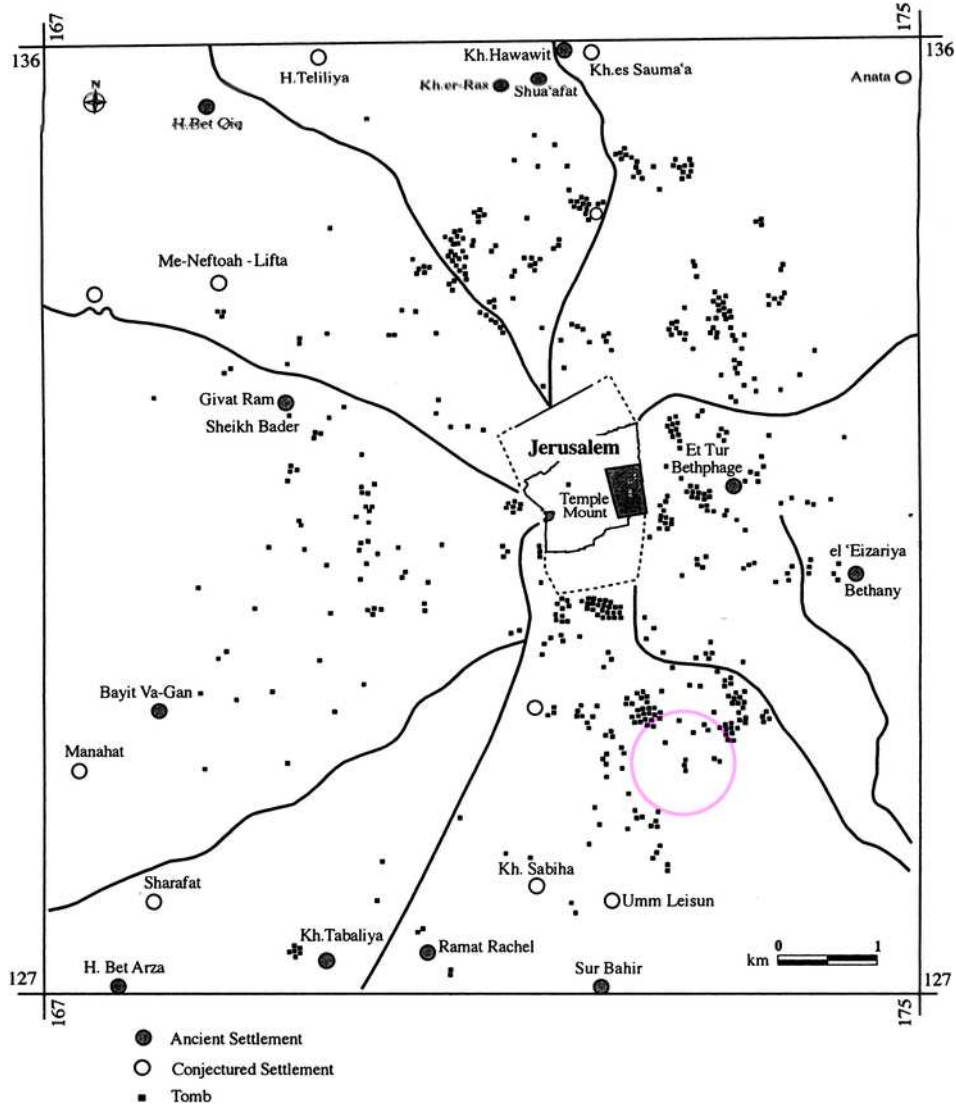 167
175
136
136
N
H.Teliliya
Kh.Hawawit
Kh.es Sauma'a
Kh.er-Ras
Shua'afat
Anata
H.Bet Qiq
Me-Neftoah - Lifta
Givat Ram
Sheikh Bader
Jerusalem
Temple
Mount
Et Tur
Bethphage
el 'Eizariya
Bethany
Bayit Va-Gan
Manahat
Sharafat
Kh. Sabiha
Umm Leisun
Kh.Tabaliya
Ramat Rachel
H. Bet Arza
Sur Bahir
0 1
km
127
127
167
175
Ancient Settlement
Conjectured Settlement
Tomb